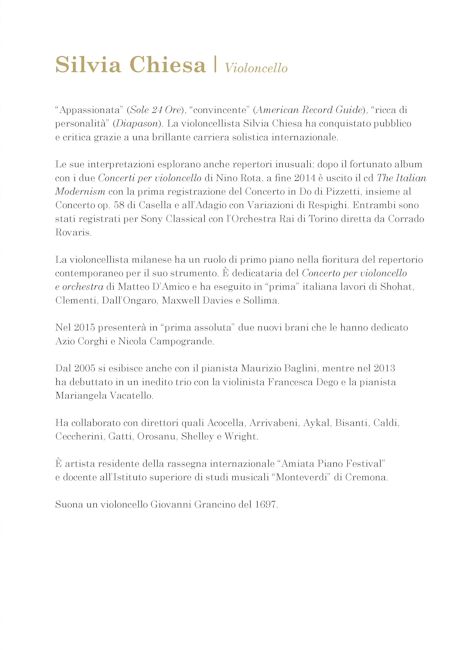 Silvia Chiesa | Violoncello
“Appassionata” (Sole 24 Ore), “convincente” (American Record Guide), “ricca di
personalità” (Diapason). La violoncellista Silvia Chiesa ha conquistato pubblico
e critica grazie a una brillante carriera solistica internazionale.
Le sue interpretazioni esplorano anche repertori inusuali: dopo il fortunato album
con i due Concerti per violoncello di Nino Rota, a fine 2014 è uscito il cd The Italian
Modernism con la prima registrazione del Concerto in Do di Pizzetti, insieme al
Concerto op. 58 di Casella e all'Adagio con Variazioni di Respighi. Entrambi sono
stati registrati per Sony Classical con l'Orchestra Rai di Torino diretta da Corrado
Rovaris.
La violoncellista milanese ha un ruolo di primo piano nella fioritura del repertorio
contemporaneo per il suo strumento. È dedicataria del Concerto per violoncello
e orchestra di Matteo D'Amico e ha eseguito in “prima” italiana lavori di Shohat,
Clementi, Dall'Ongaro, Maxwell Davies e Sollima.
Nel 2015 presenterà in “prima assoluta” due nuovi brani che le hanno dedicato
Azio Corghi e Nicola Campogrande.
Dal 2005 si esibisce anche con il pianista Maurizio Baglini, mentre nel 2013
ha debuttato in un inedito trio con la violinista Francesca Dego e la pianista
Mariangela Vacatello.
Ha collaborato con direttori quali Acocella, Arrivabeni, Aykal, Bisanti, Caldi,
Ceccherini, Gatti, Orosanu, Shelley e Wright.
È artista residente della rassegna internazionale “Amiata Piano Festival”
e docente all'Istituto superiore di studi musicali “Monteverdi” di Cremona.
Suona un violoncello Giovanni Grancino del 1697.